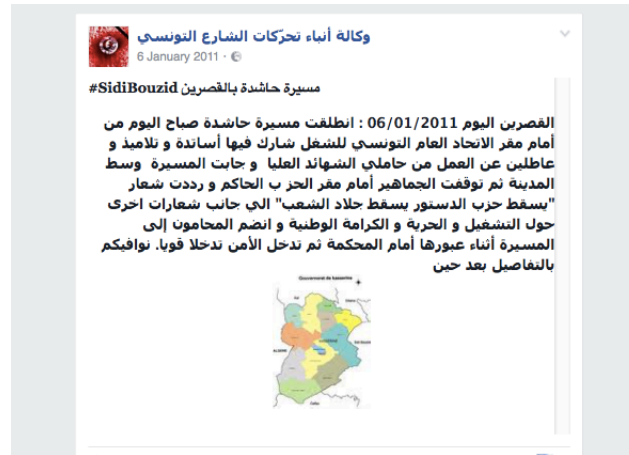 وكالة أنباء تحرّكات الشارع التونسي
6 January 2011
مسيرة حاشدة بالقصرين #SidiBouzid
القصرين اليوم 06/01/2011 : انطلقت مسيرة حاشدة صباح اليوم من
أمام مقر الاتحاد العام التونسي للشغل شارك فيها أساتدة و تلاميذ و
عاطلين عن العمل من حاملي الشهائد العليا و جابت المسيرة وسط
المدينة ثم توقفت الجماهير أمام مقر الحز ب الحاكم و رددت شعار
"يسقط حزب الدستور يسقط جلاد الشعب" الي جانب شعارات اخرى
حول التشغيل و الحرية و الكرامة الوطنية و انضم المحامون إلى
المسيرة أثناء عبورها أمام المحكمة ثم تدخل الأمن تدخلا قويا. نوافيكم
بالتفاصيل بعد حين
Gouvernorat de kasserine